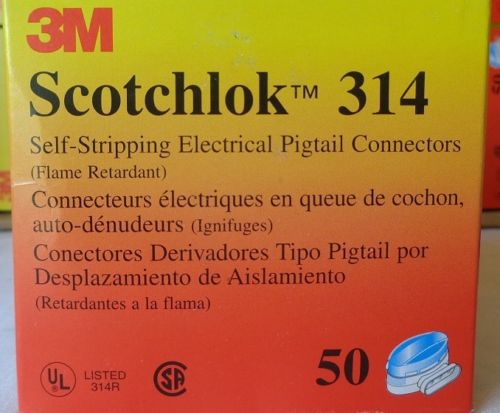 3M
Scotchlok™ 314
Self-Stripping Electrical Pigtail Connectors
(Flame Retardant)
Connecteurs électriques en queue de cochon,
auto-dénudeurs (Ignifuges)
Conectores Derivadores Tipo Pigtail por
Desplazamiento de Aislamiento
(Retardantes a la flama)
UL LISTED
314R
SA
50